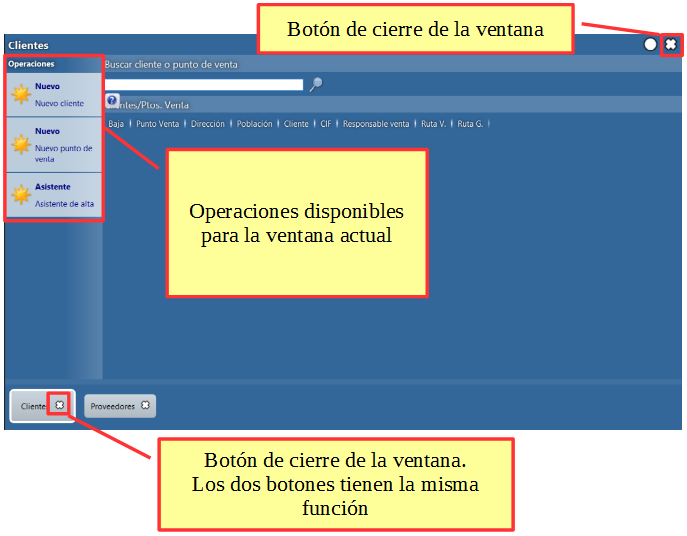 Botón de cierre de la ventana
Clientes
Operaciones
Buscar cliente o punto de venta
Nuevo
Nuevo cliente
Nuevo
Nuevo punto de
venta
Asistente
Asistente de alta
?
ntes/Ptos. Venta
Baja Punto Venta Dirección Población Cliente CIF Responsable venta Ruta V. Ruta G.
Operaciones disponibles
para la ventana actual
Cliente Proveedores
Botón de cierre de la ventana.
Los dos botones tienen la misma
función